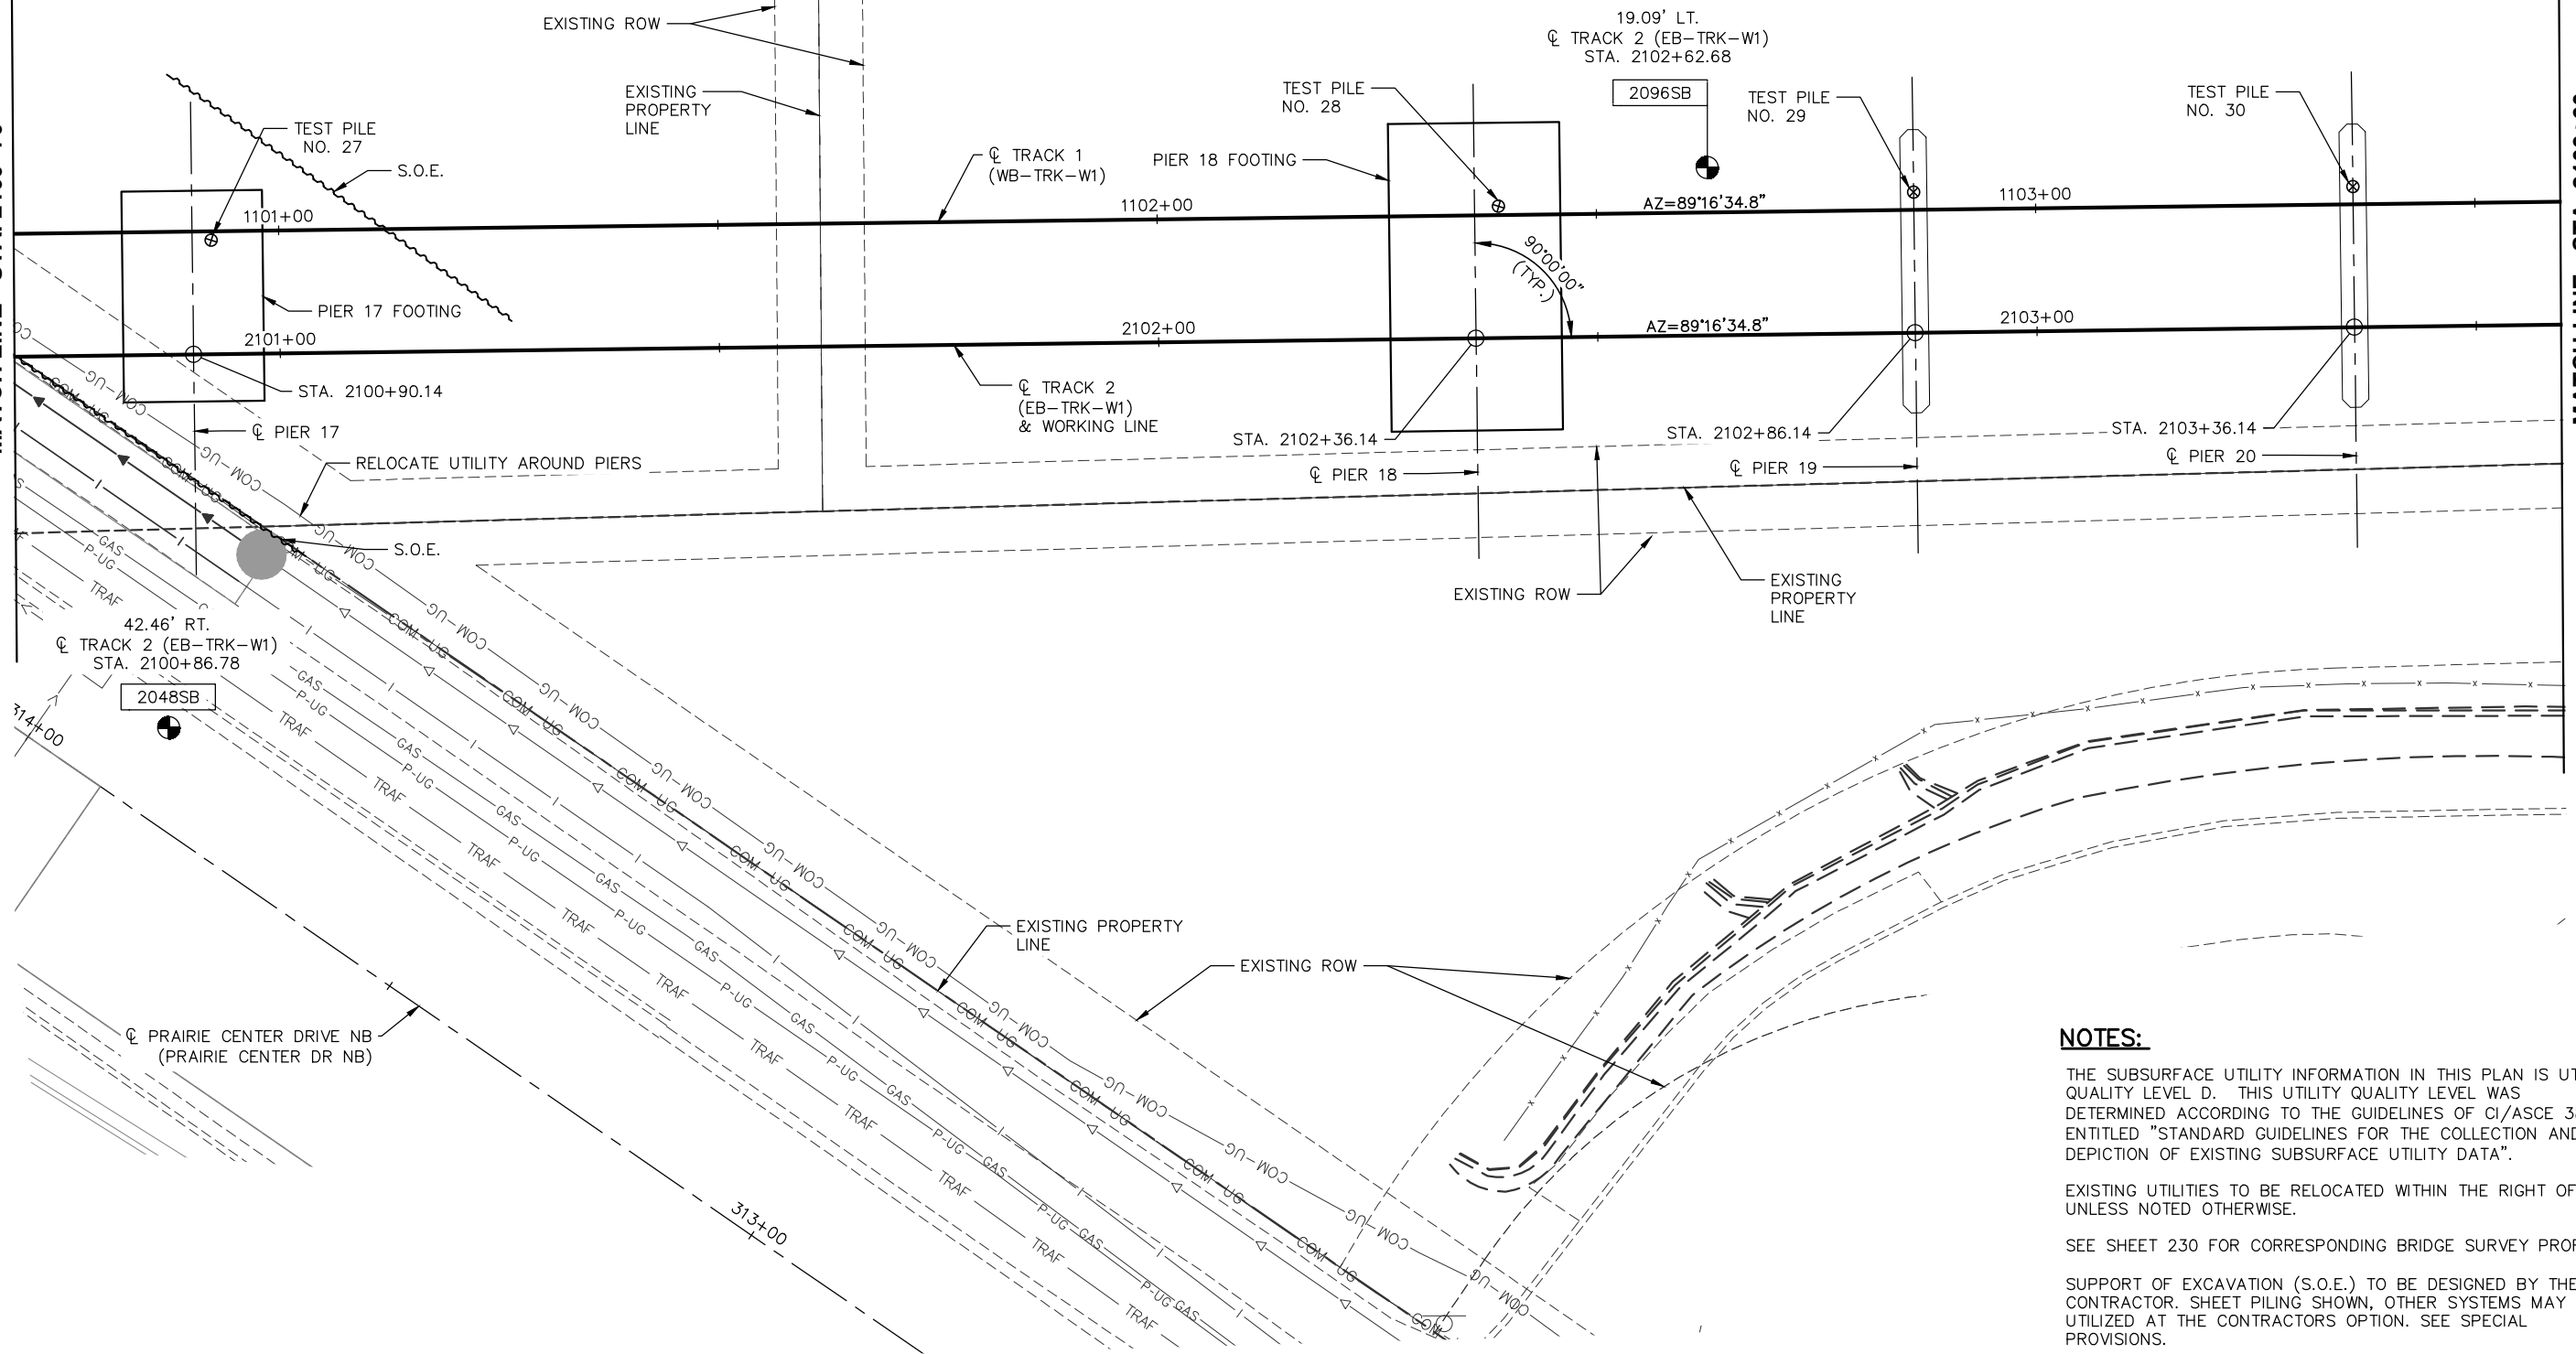 EXISTING ROW
19.09' LT.
℄ TRACK 2 (EB-TRK-W1)
STA. 2102+62.68
2096SB
EXISTING
PROPERTY
LINE
TEST PILE
NO. 27
S.O.E.
TEST PILE
NO. 28
TEST PILE
NO. 29
TEST PILE
NO. 30
℄ TRACK 1
(WB-TRK-W1)
PIER 18 FOOTING
1101+00
1102+00
AZ=89°16'34.8"
1103+00
90°00'00"
(TYP.)
PIER 17 FOOTING
2101+00
2102+00
AZ=89°16'34.8"
2103+00
STA. 2100+90.14
℄ TRACK 2
(EB-TRK-W1)
& WORKING LINE
℄ PIER 17
STA. 2102+36.14
STA. 2102+86.14
STA. 2103+36.14
RELOCATE UTILITY AROUND PIERS
℄ PIER 18
℄ PIER 19
℄ PIER 20
S.O.E.
EXISTING ROW
EXISTING
PROPERTY
LINE
42.46' RT.
℄ TRACK 2 (EB-TRK-W1)
STA. 2100+86.78
2048SB
314+00
COM-UG
GAS
P-UG
TRAF
EXISTING PROPERTY
LINE
EXISTING ROW
℄ PRAIRIE CENTER DRIVE NB
(PRAIRIE CENTER DR NB)
313+00
NOTES:
THE SUBSURFACE UTILITY INFORMATION IN THIS PLAN IS
QUALITY LEVEL D. THIS UTILITY QUALITY LEVEL WAS
DETERMINED ACCORDING TO THE GUIDELINES OF CI/ASCE
ENTITLED "STANDARD GUIDELINES FOR THE COLLECTION AND
DEPICTION OF EXISTING SUBSURFACE UTILITY DATA".
EXISTING UTILITIES TO BE RELOCATED WITHIN THE RIGHT OF
UNLESS NOTED OTHERWISE.
SEE SHEET 230 FOR CORRESPONDING BRIDGE SURVEY
SUPPORT OF EXCAVATION (S.O.E.) TO BE DESIGNED BY THE
CONTRACTOR. SHEET PILING SHOWN, OTHER SYSTEMS MAY
UTILIZED AT THE CONTRACTORS OPTION. SEE SPECIAL
PROVISIONS.